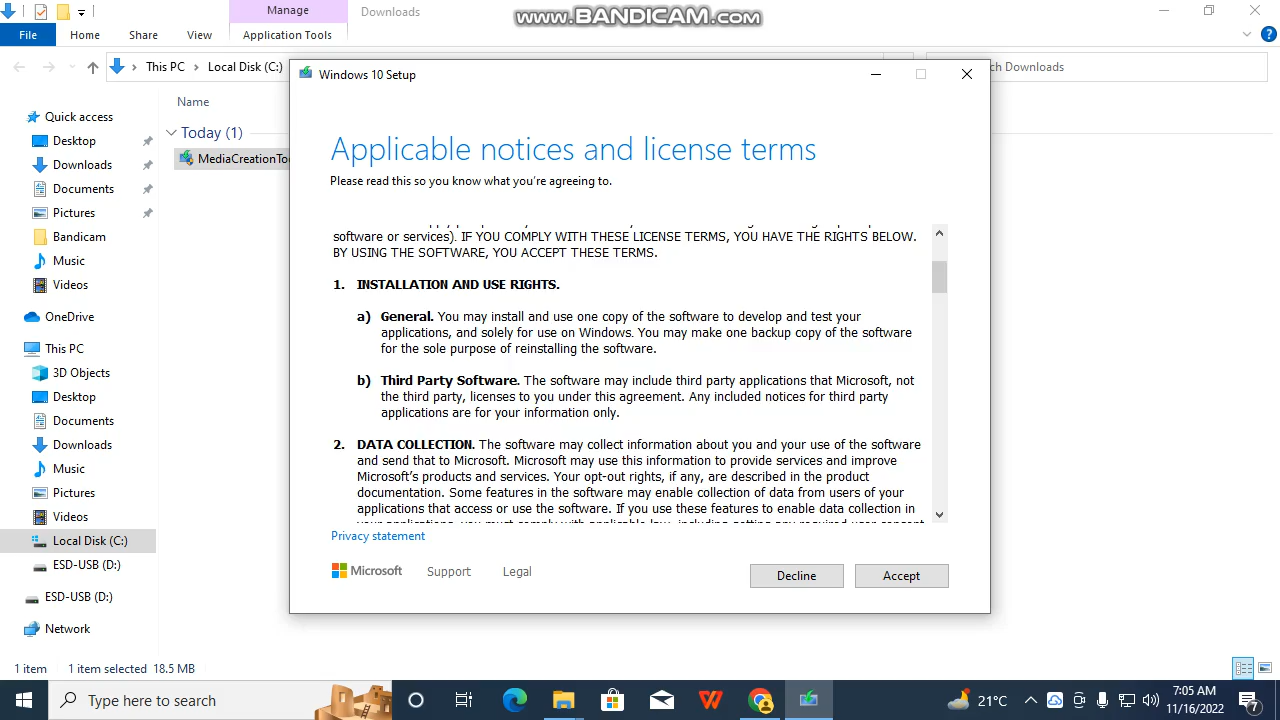 Manage
Downloads
www.BANDICAM.com
File
Home
Share
View
Application Tools
This PC
Local Disk (C:)
Downloads
Windows 10 Setup
Name
Quick access
Today (1)
Desktop
MediaCreationToo
Downloads
Documents
Pictures
Bandicam
Music
Videos
OneDrive
This PC
3D Objects
Desktop
Documents
Downloads
Music
Pictures
Videos
Local Disk (C:)
ESD-USB (D:)
ESD-USB (D:)
Network
Applicable notices and license terms
Please read this so you know what you're agreeing to.
software or services). IF YOU COMPLY WITH THESE LICENSE TERMS, YOU HAVE THE RIGHTS BELOW.
BY USING THE SOFTWARE, YOU ACCEPT THESE TERMS.
1. INSTALLATION AND USE RIGHTS.
a) General. You may install and use one copy of the software to develop and test your
applications, and solely for use on Windows. You may make one backup copy of the software
for the sole purpose of reinstalling the software.
b) Third Party Software. The software may include third party applications that Microsoft, not
the third party, licenses to you under this agreement. Any included notices for third party
applications are for your information only.
2. DATA COLLECTION. The software may collect information about you and your use of the software
and send that to Microsoft. Microsoft may use this information to provide services and improve
Microsoft's products and services. Your opt-out rights, if any, are described in the product
documentation. Some features in the software may enable collection of data from users of your
applications that access or use the software. If you use these features to enable data collection in
Privacy statement
Microsoft
Support
Legal
Decline
Accept
1 item
1 item selected 18.5 MB
Type here to search
21°C
7:05 AM
11/16/2022
7